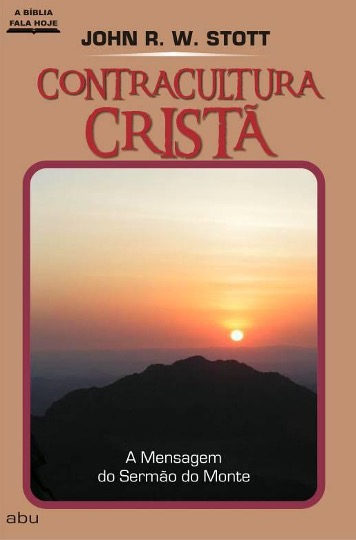 A BÍBLIA
FALA HOJE
JOHN R. W. STOTT
CONTRACULTURA
CRISTÃ
A Mensagem
do Sermão do Monte
abu